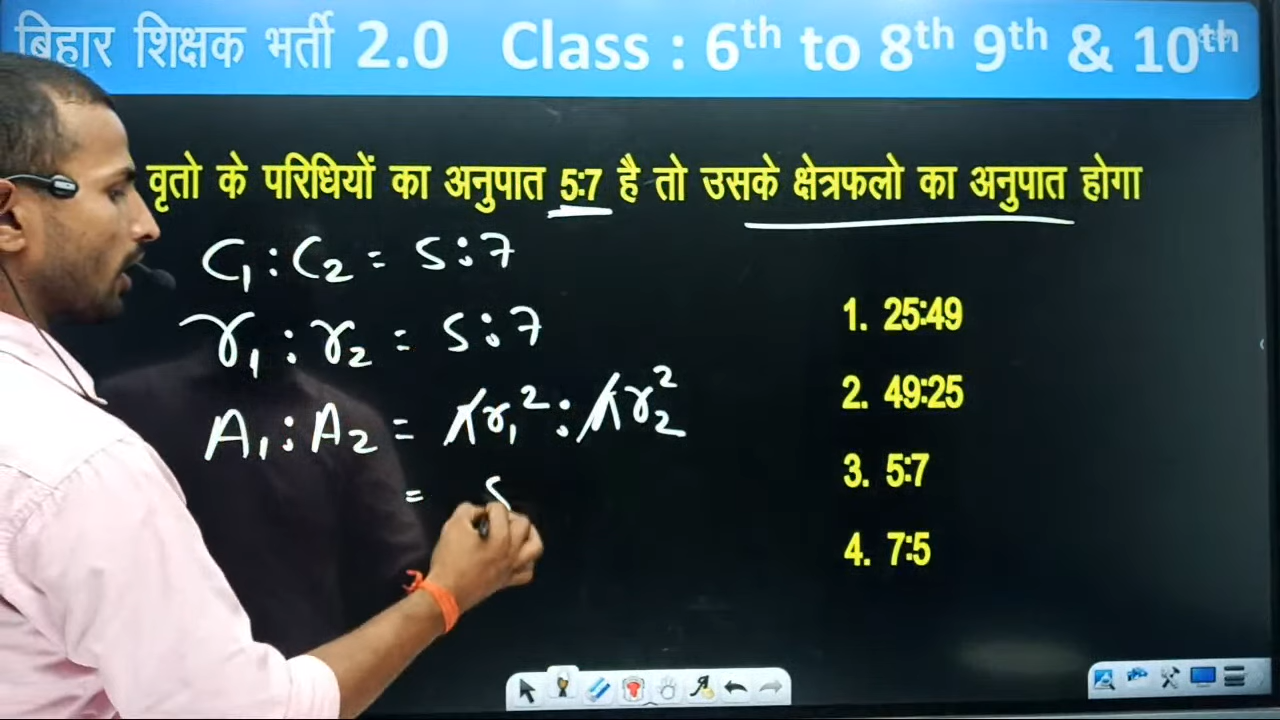 बिहार शिक्षक भर्ती 2.0 Class : 6th to 8th 9th & 10th
वृतो के परिधियों का अनुपात 5:7 है तो उसके क्षेत्रफलो का अनुपात होगा
C₁ : C₂ = 5:7
r₁ : r₂ = 5:7
A₁ : A₂ = πr₁² : πr₂²
= 5
1. 25:49
2. 49:25
3. 5:7
4. 7:5